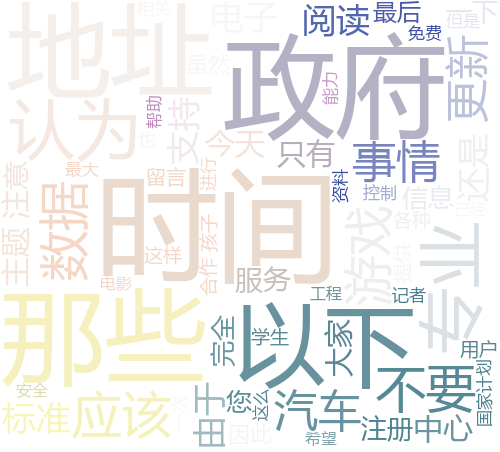 相关
电子
阅读
最后
一
下
但是
免费
地址
政府
虽然
能力
更新
认为
帮助
支持
今天
只有
事情
还是
资料
控制
信息
主题
注意
数据
最大
留言
进行
时间
游戏
各种
已经
专业
这样
孩子
合作
电影
服务
提供
那些
以下
工程
记者
安全
完全
学生
大家
不要
用户
国家
计划
标准
应该
由于
您
这么
汽车
注册
中心
因此
希望
也